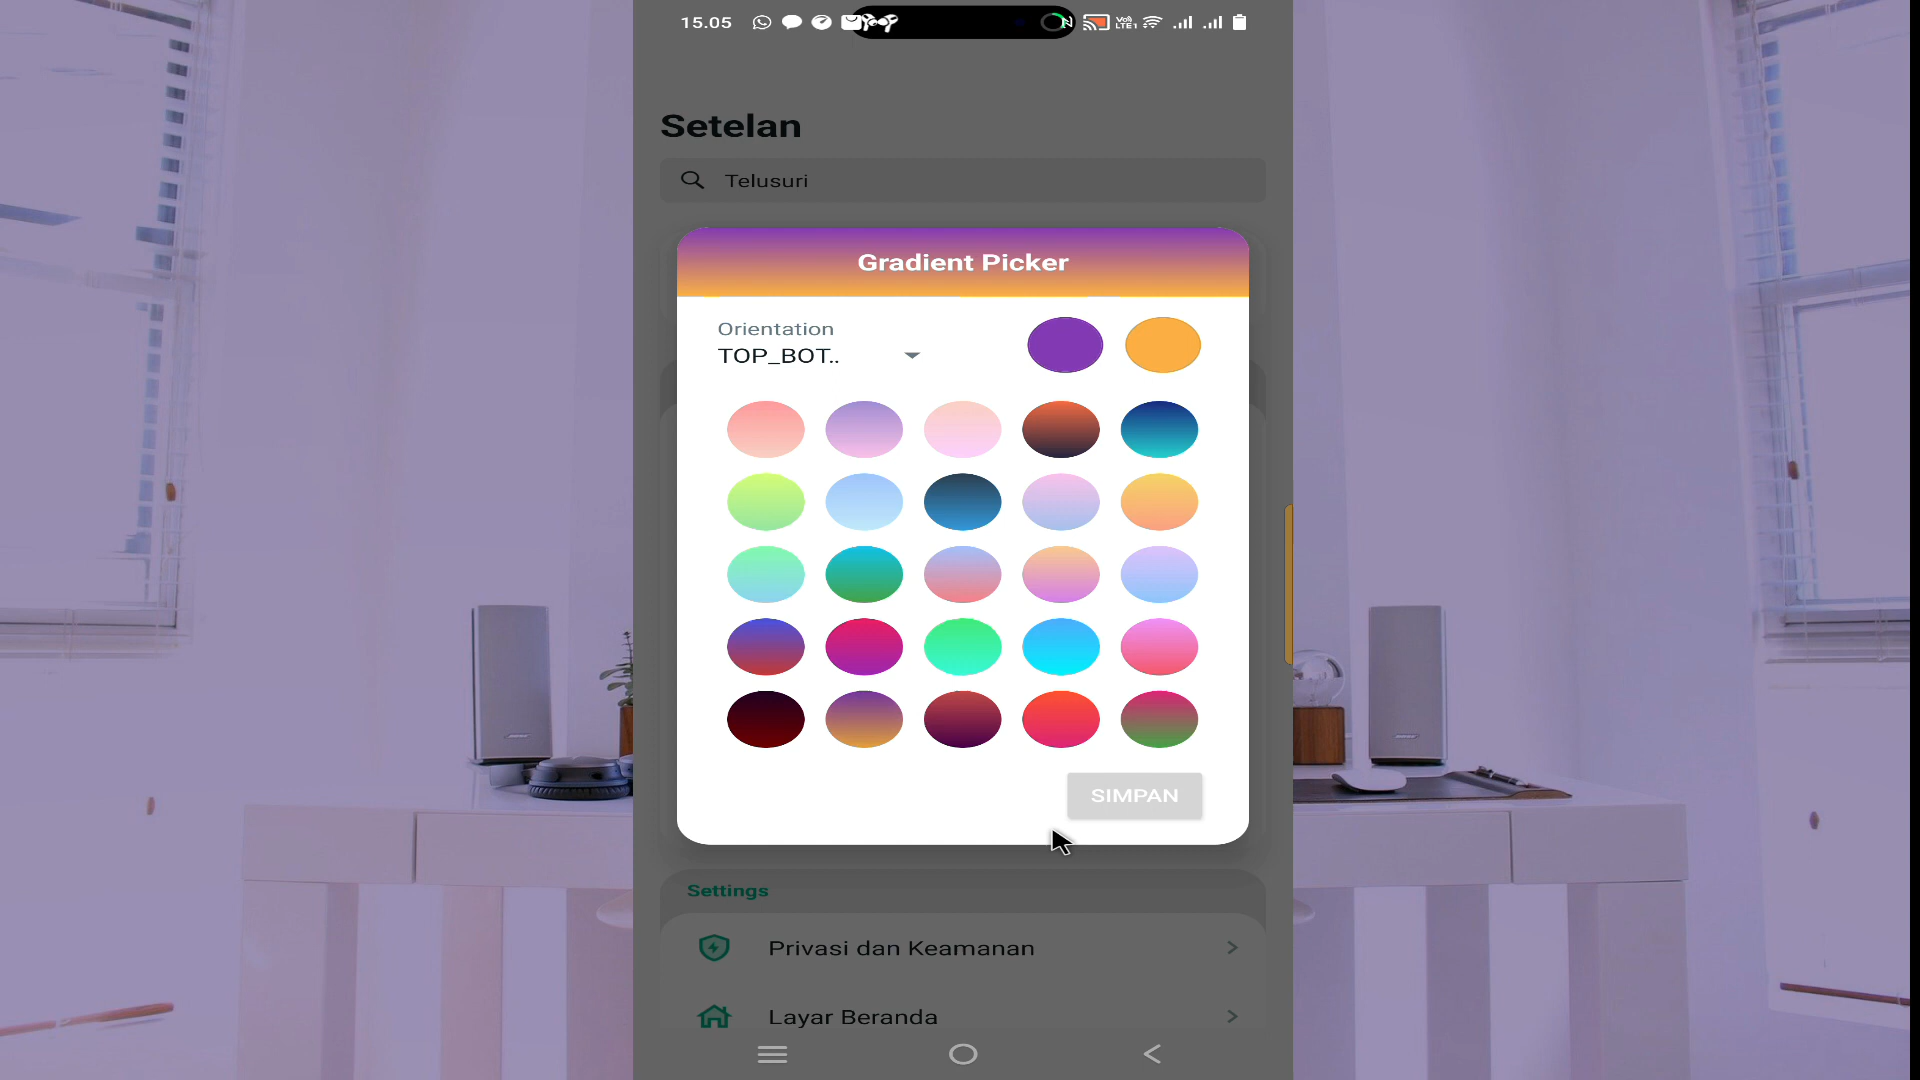 15.05
Setelan
Telusuri
Gradient Picker
Orientation
TOP_BOT..
SIMPAN
Settings
Privasi dan Keamanan
Layar Beranda